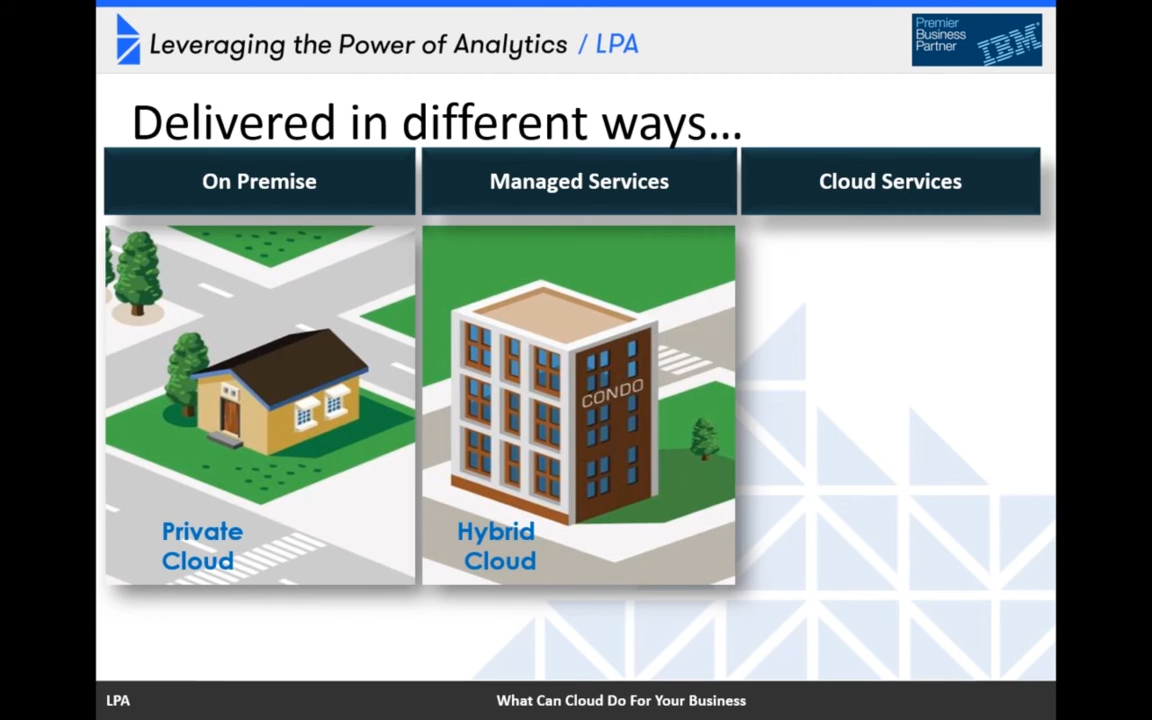 Leveraging the Power of Analytics / LPA
Premier
Business
Partner
IBM
Delivered in different ways...
On Premise
Managed Services
Cloud Services
CONDO
Private
Cloud
Hybrid
Cloud
LPA
What Can Cloud Do For Your Business